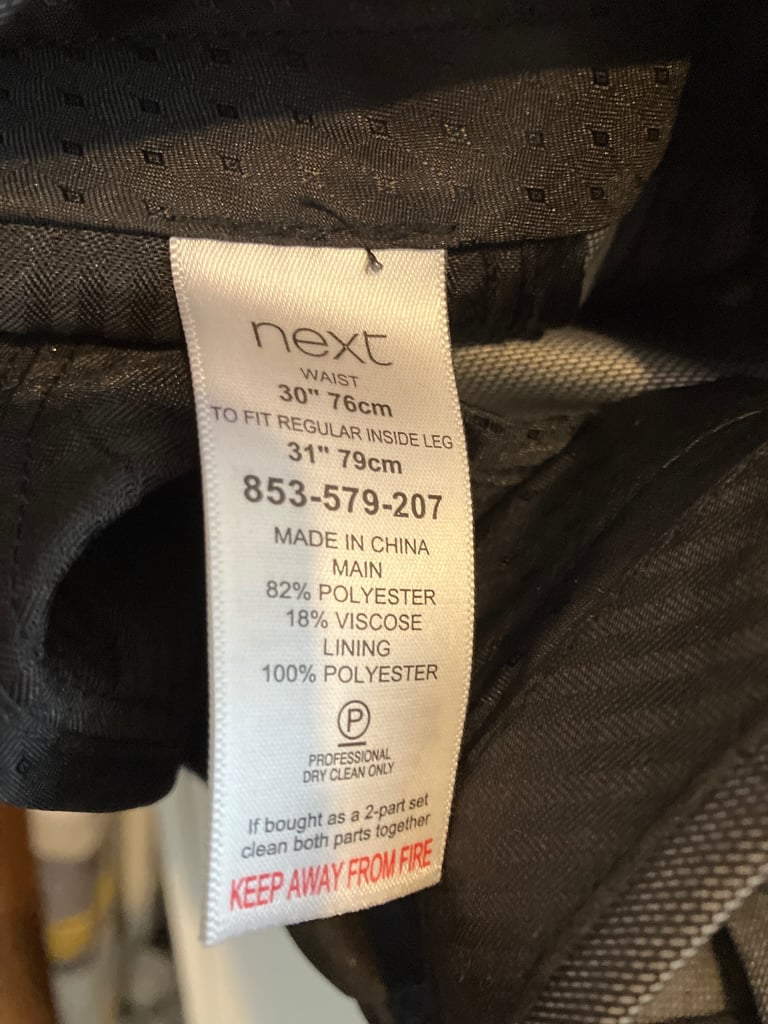 next
WAIST
30" 76cm
TO FIT REGULAR INSIDE LEG
31" 79cm
853-579-207
MADE IN CHINA
MAIN
82% POLYESTER
18% VISCOSE
LINING
100% POLYESTER
P
PROFESSIONAL
DRY CLEAN ONLY
If bought as a 2-part set
clean both parts together
KEEP AWAY FROM FIRE